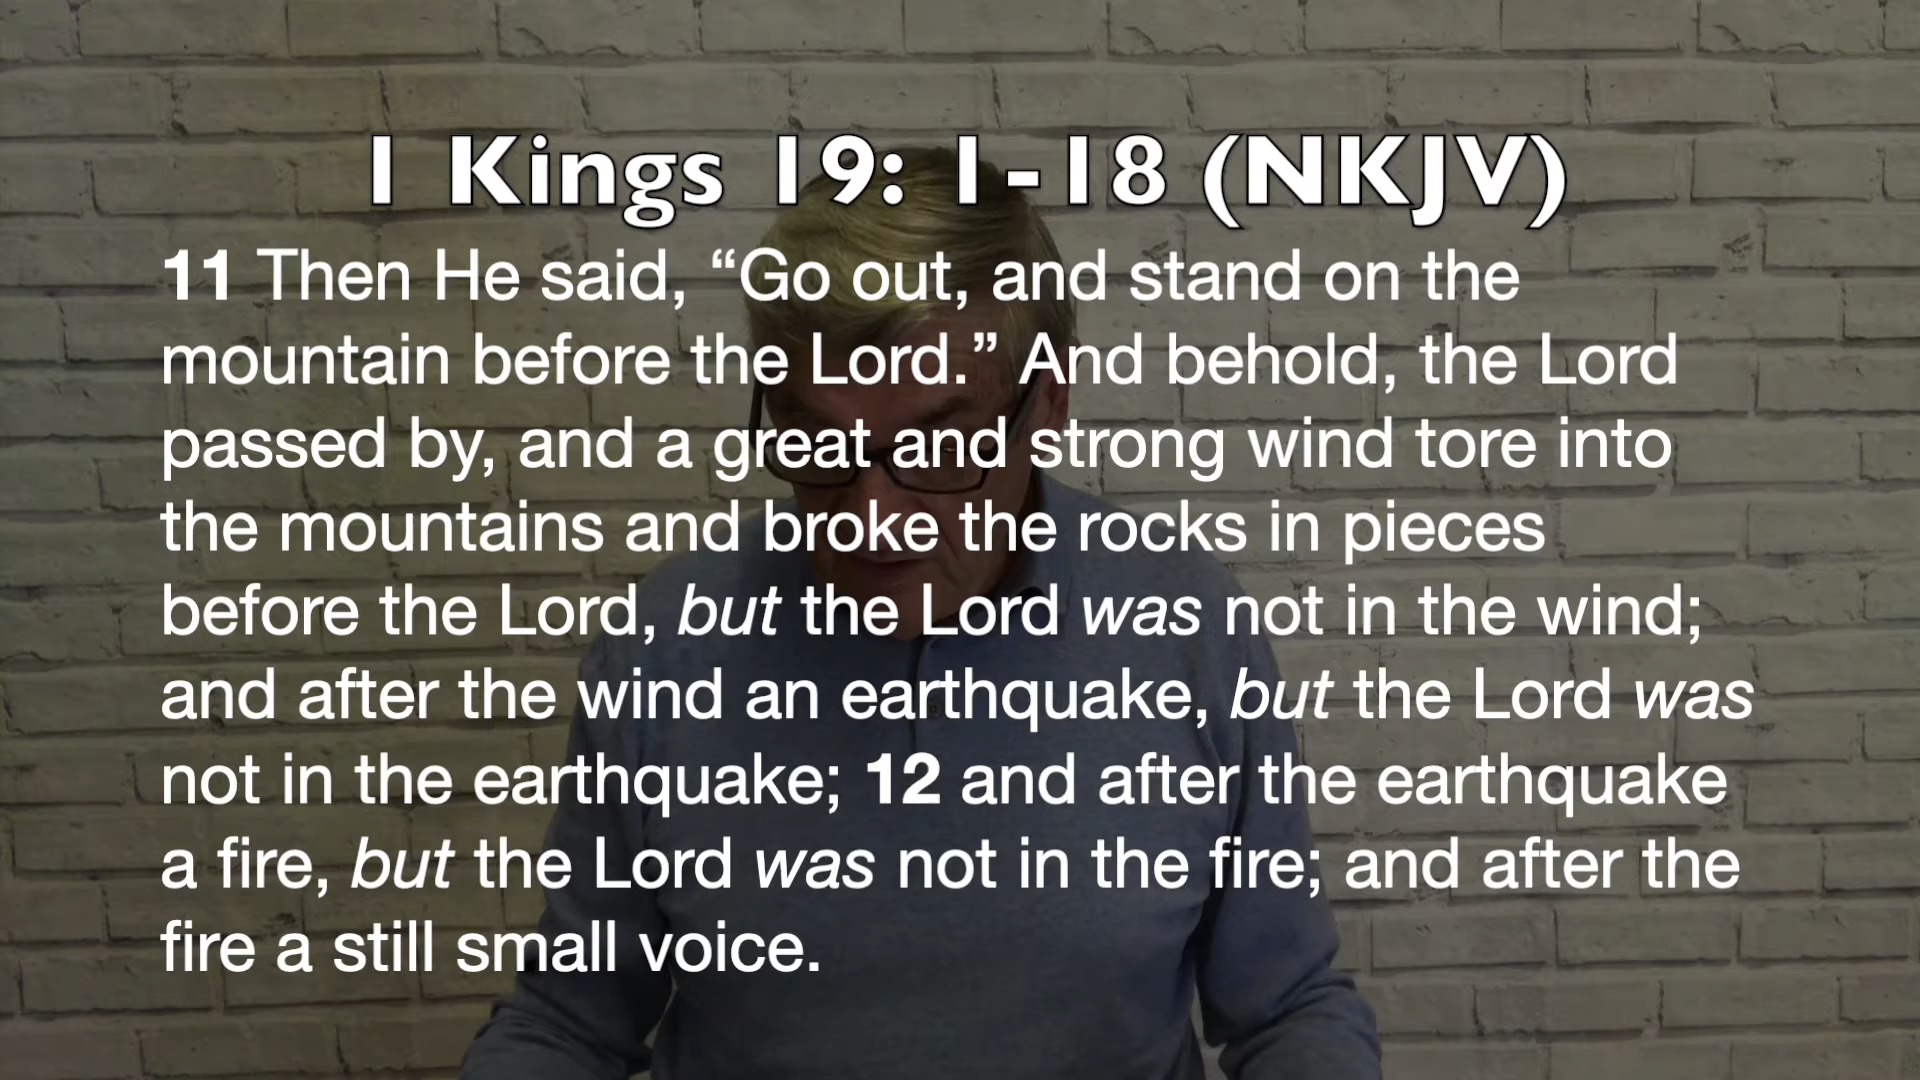 1 Kings 19: 1-18 (NKJV)
11 Then He said, “Go out, and stand on the
mountain before the Lord.” And behold, the Lord
passed by, and a great and strong wind tore into
the mountains and broke the rocks in pieces
before the Lord, but the Lord was not in the wind;
and after the wind an earthquake, but the Lord was
not in the earthquake; 12 and after the earthquake
a fire, but the Lord was not in the fire; and after the
fire a still small voice.